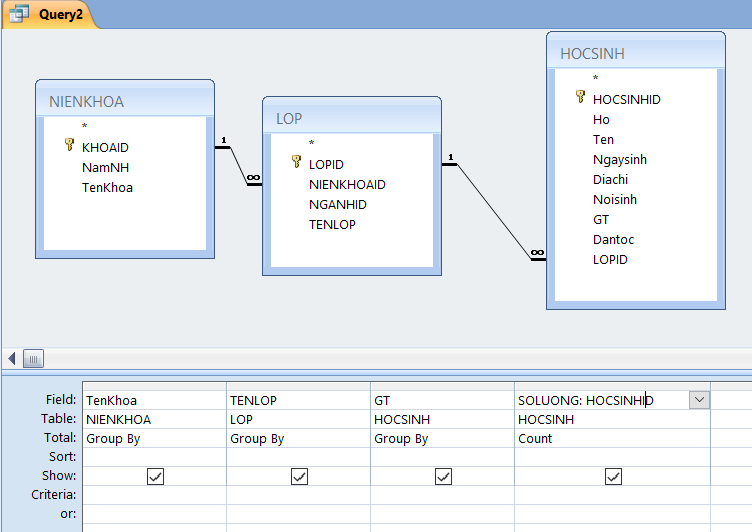 Query2
NIENKHOA
*
KHOAID
NamNH
TenKhoa
1
∞
LOP
*
LOPID
NIENKHOAID
NGANHID
TENLOP
1
∞
HOCSINH
*
HOCSINHID
Ho
Ten
Ngaysinh
Diachi
Noisinh
GT
Dantoc
LOPID
Field: TenKhoa TENLOP GT SOLUONG: HOCSINHID
Table: NIENKHOA LOP HOCSINH HOCSINH
Total: Group By Group By Group By Count
Sort:
Show:
Criteria:
or: